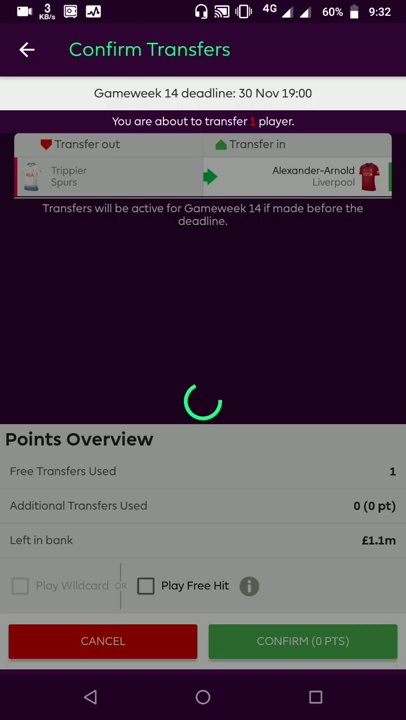 3
KB/s
4G
60%
9:32
Confirm Transfers
Gameweek 14 deadline: 30 Nov 19:00
You are about to transfer 1 player.
Transfer out
Transfer in
Trippier
Spurs
Alexander-Arnold
Liverpool
Transfers will be active for Gameweek 14 if made before the
deadline.
Points Overview
Free Transfers Used 1
Additional Transfers Used 0 (0 pt)
Left in bank £1.1m
Play Wildcard OR Play Free Hit
CANCEL
CONFIRM (0 PTS)